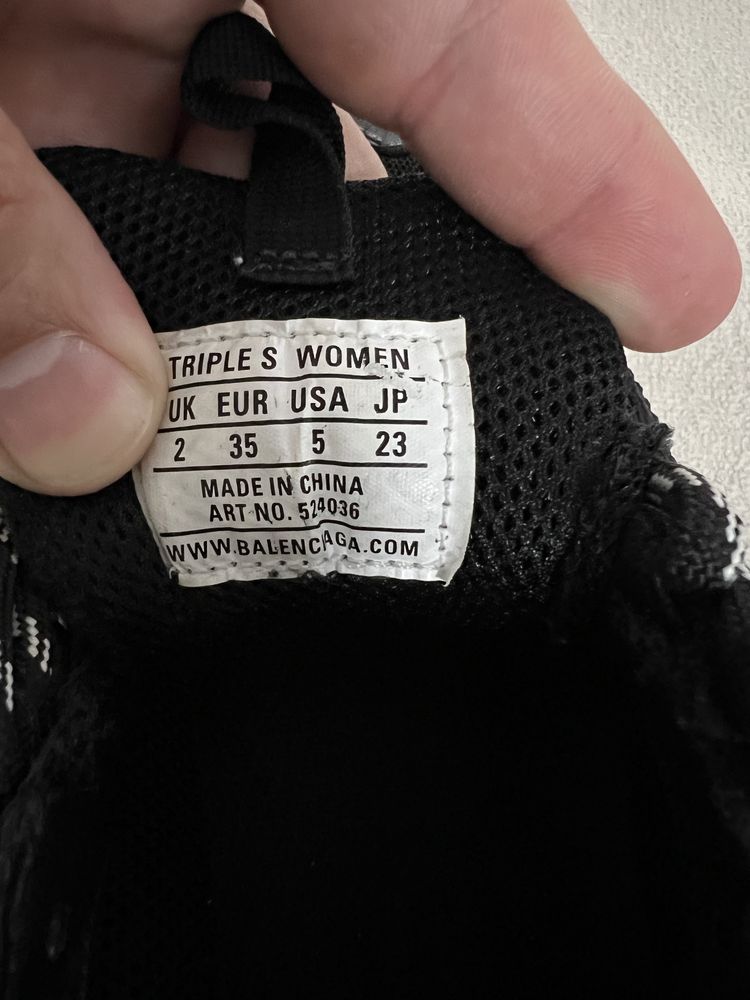 TRIPLE S WOMEN
UK EUR USA JP
2 35 5 23
MADE IN CHINA
ART NO. 524036
WWW.BALENCIAGA.COM